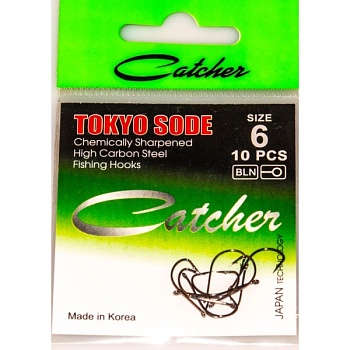 Catcher
TOKYO SODE
Chemically Sharpened
High Carbon Steel
Fishing Hooks
SIZE
6
10 PCS
BLN
Catcher
JAPAN TECHNOLOGY
Made in Korea